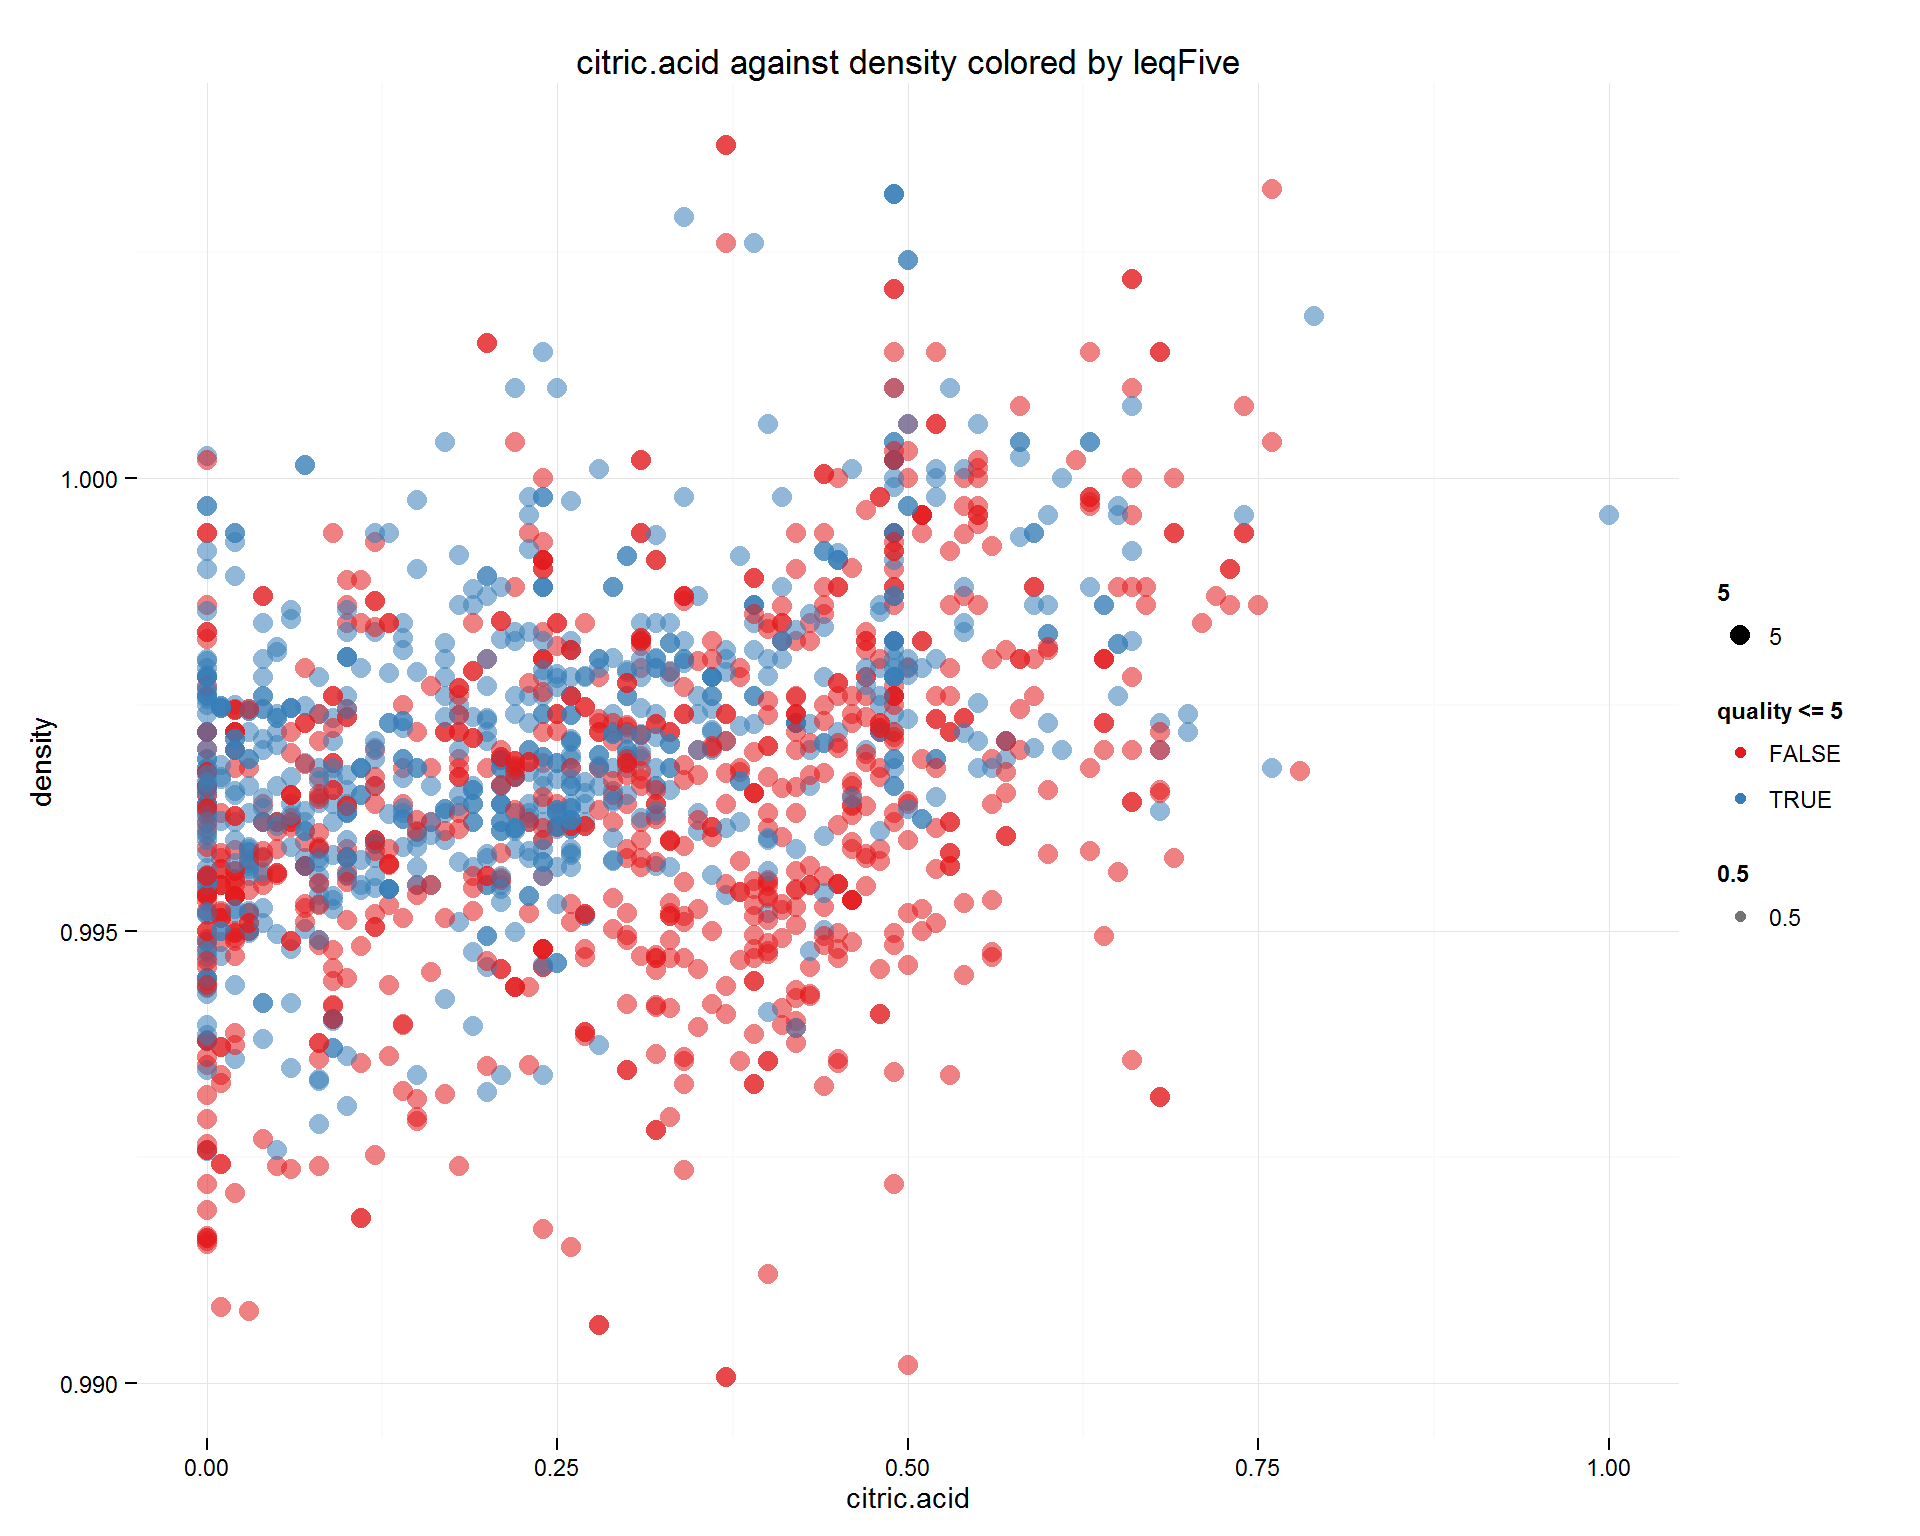 citric.acid against density colored by leqFive
density
1.000
0.995
0.990
0.00 0.25 0.50 0.75 1.00
citric.acid
5
5
quality <= 5
FALSE
TRUE
0.5
0.5